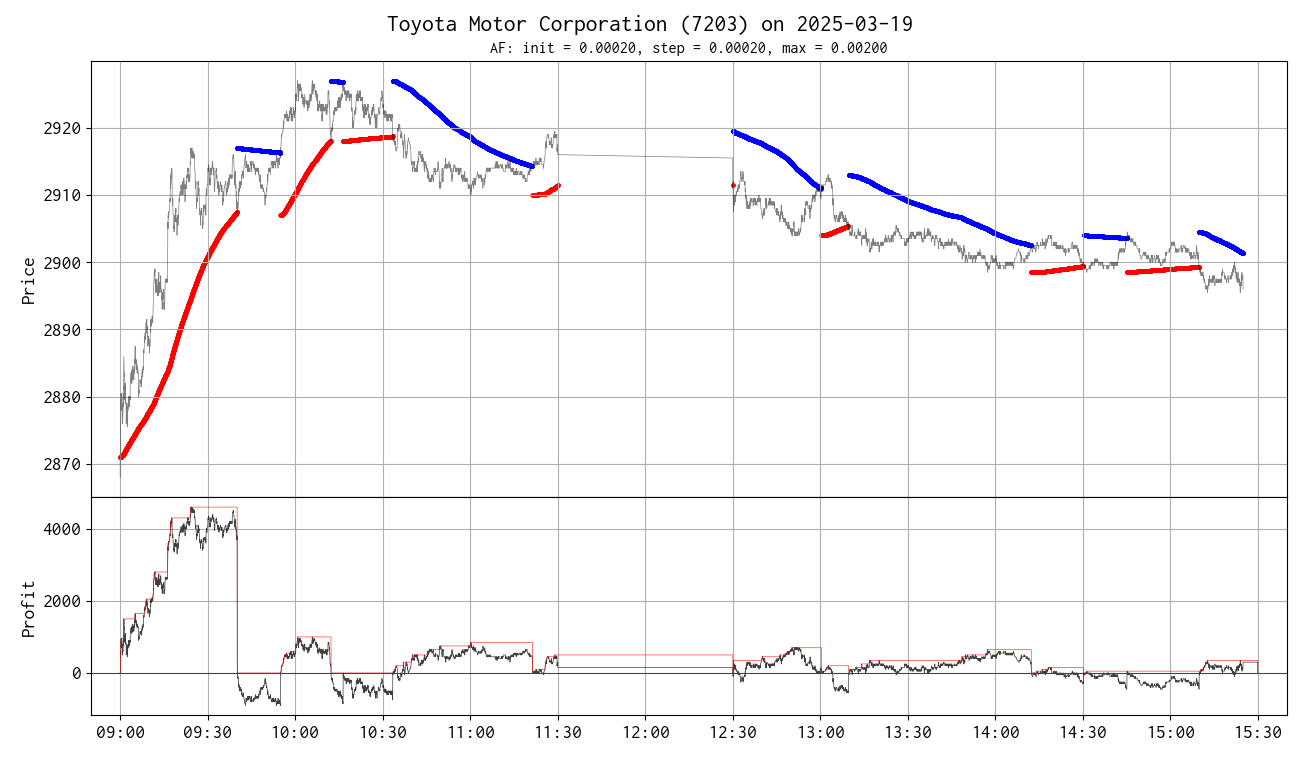 Toyota Motor Corporation (7203) on 2025-03-19
AF: init = 0.00020, step = 0.00020, max = 0.00200
Price
2920
2910
2900
2890
2880
2870
Profit
4000
2000
0
09:00 09:30 10:00 10:30 11:00 11:30 12:00 12:30 13:00 13:30 14:00 14:30 15:00 15:30